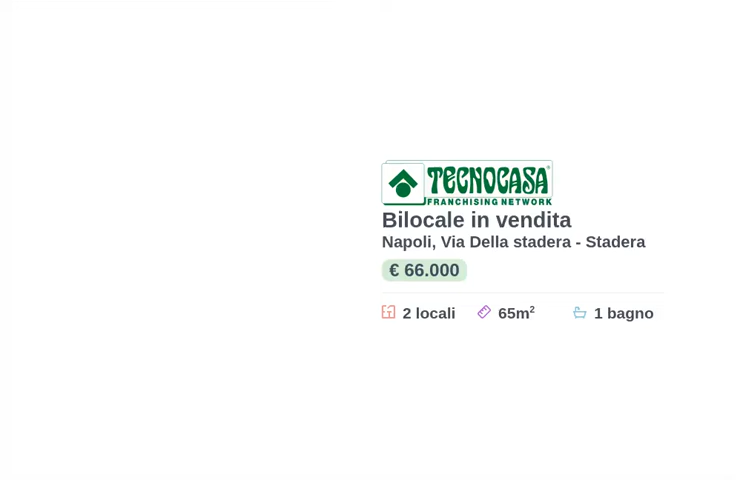 TECNOCASA®
FRANCHISING NETWORK
Bilocale in vendita
Napoli, Via Della stadera - Stadera
€ 66.000
2 locali 65m² 1 bagno